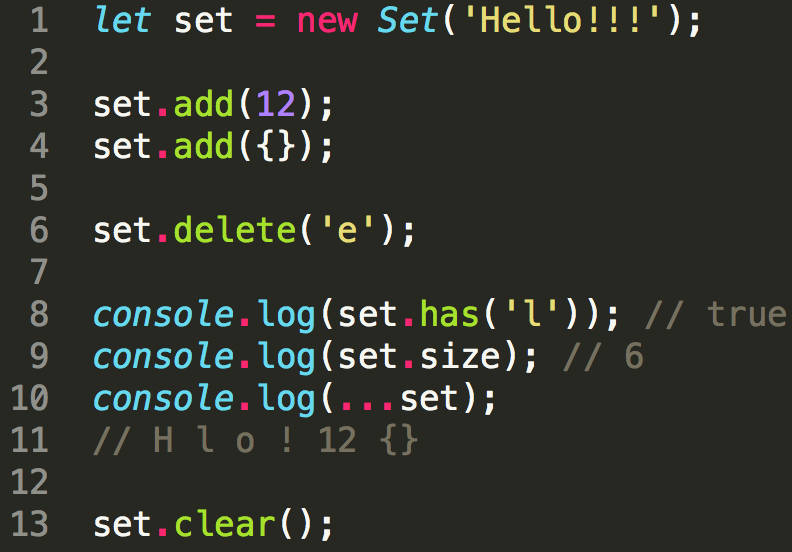 1 let set = new Set('Hello!!!');
2
3 set.add(12);
4 set.add({});
5
6 set.delete('e');
7
8 console.log(set.has('l')); // true
9 console.log(set.size); // 6
10 console.log(...set);
11 // H l o ! 12 {}
12
13 set.clear();